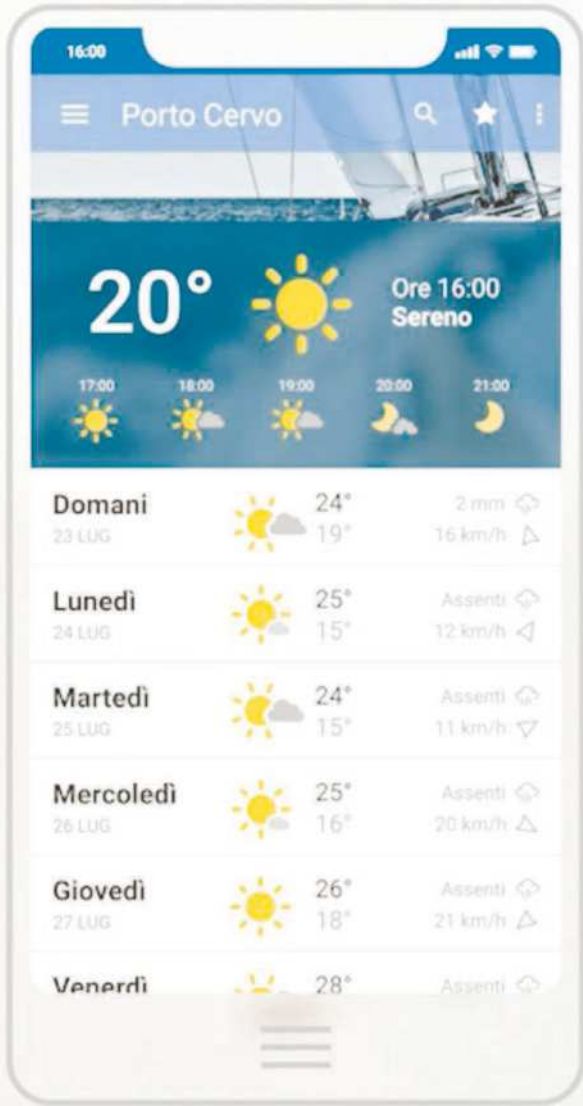 16:00
Porto Cervo
20°
Ore 16:00
Sereno
17:00 18:00 19:00 20:00 21:00
Domani 24° 2 mm
23 LUG 19° 16 km/h
Lunedì 25° Assenti
24 LUG 15° 12 km/h
Martedì 24° Assenti
25 LUG 15° 11 km/h
Mercoledì 25° Assenti
26 LUG 16° 20 km/h
Giovedì 26° Assenti
27 LUG 18° 21 km/h
Venerdì 28° Assenti